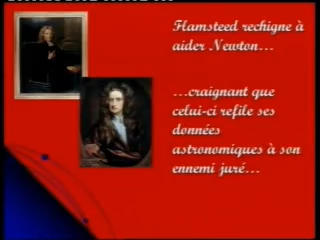 Flamsteed rechigne à
aider Newton...
...craignant que
celui-ci refile ses
données
astronomiques à son
ennemi juré...